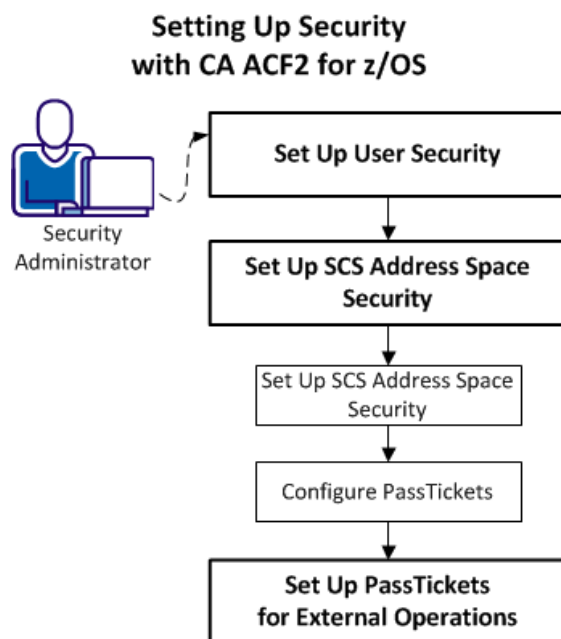 Setting Up Security
with CA ACF2 for z/OS
Set Up User Security
Security
Administrator
Set Up SCS Address Space
Security
Set Up SCS Address Space
Security
Configure PassTickets
Set Up PassTickets
for External Operations